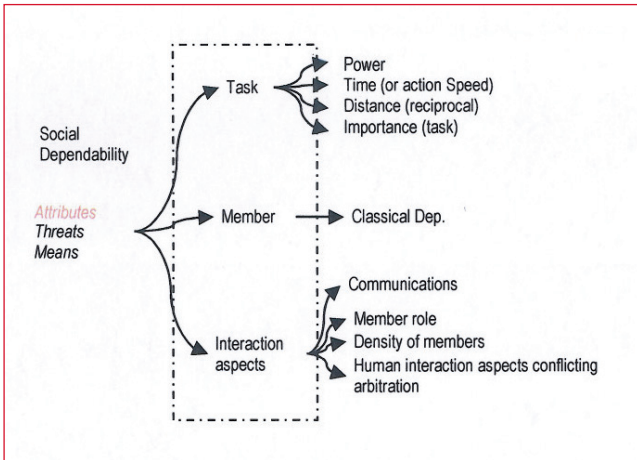 Social
Dependability
Attributes
Threats
Means
Task
Power
Time (or action Speed)
Distance (reciprocal)
Importance (task)
Member
Classical Dep.
Interaction
aspects
Communications
Member role
Density of members
Human interaction aspects conflicting
arbitration